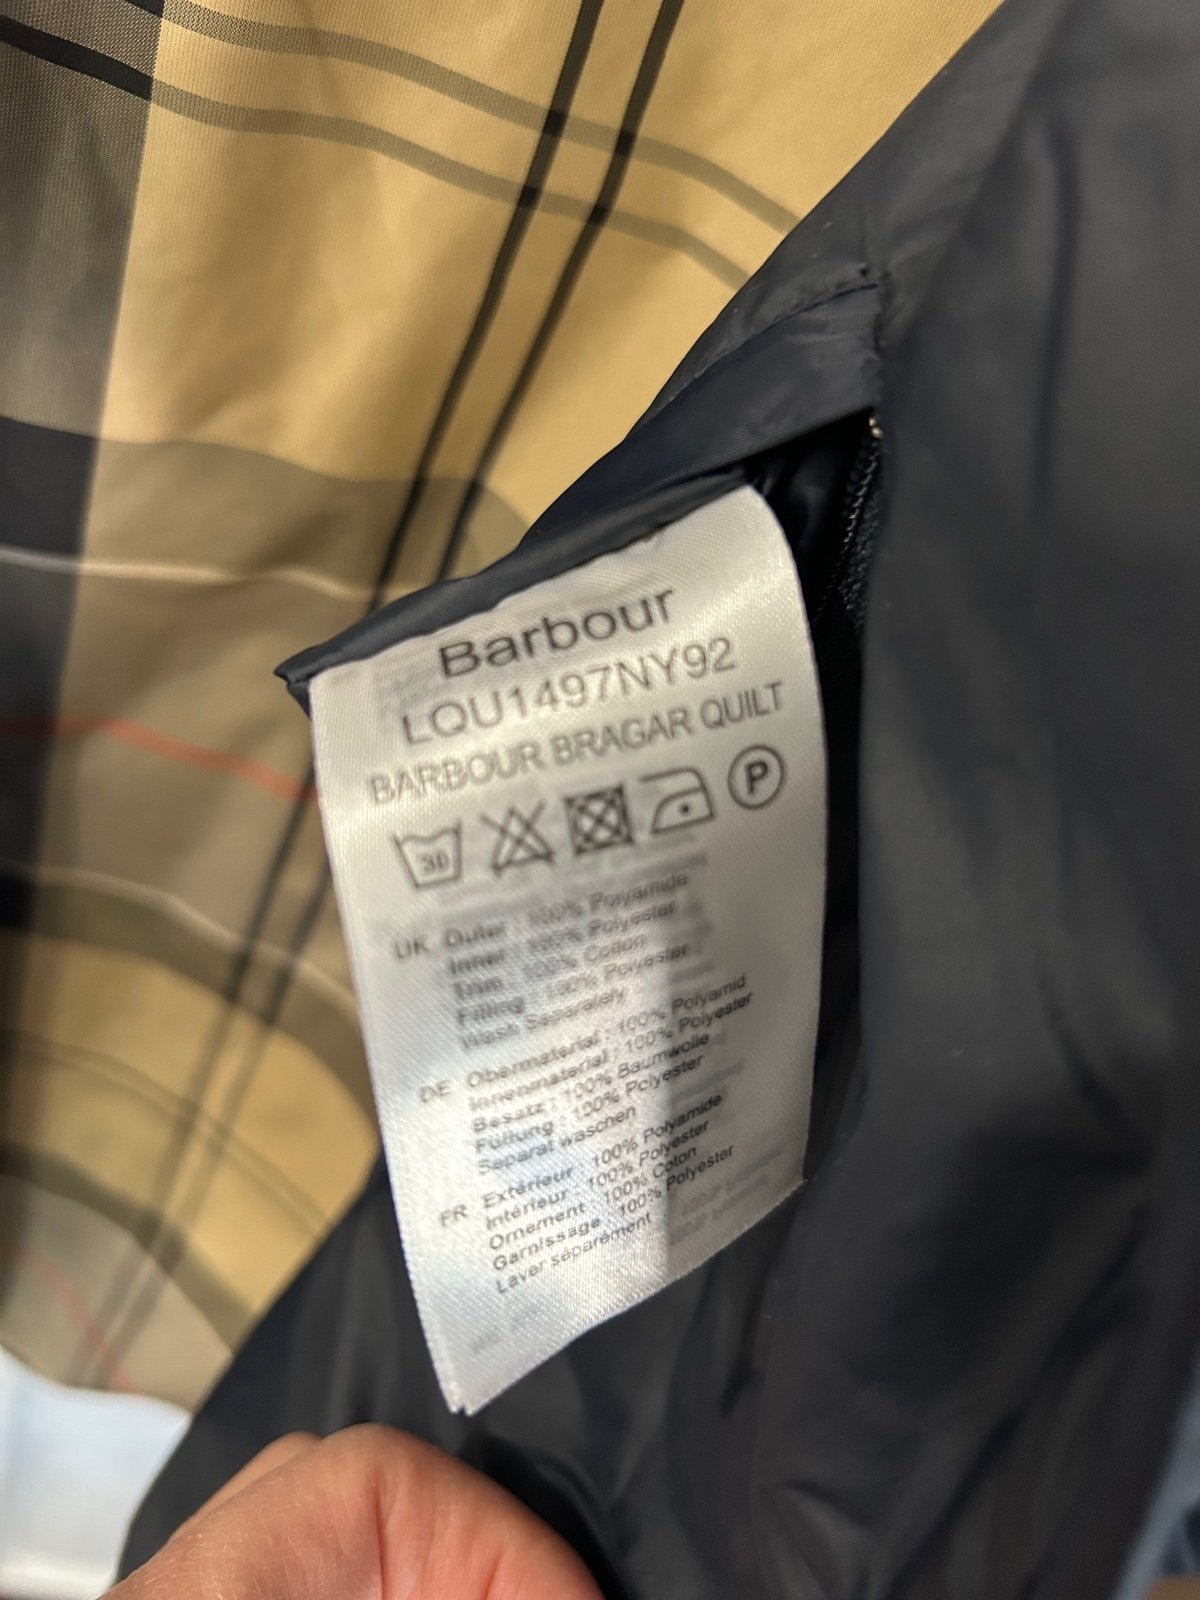 Barbour
LQU1497NY92
BARBOUR BRAGAR QUILT
30
P
UK Outer : 100% Polyamide
Inner : 100% Polyester
Trim : 100% Cotton
Filling : 100% Polyester
Wash Separately
DE Obermaterial : 100% Polyamid
Innenmaterial : 100% Polyester
Besatz : 100% Baumwolle
Füllung : 100% Polyester
Separat waschen
FR Extérieur : 100% Polyamide
Intérieur : 100% Polyester
Ornement : 100% Coton
Garnissage : 100% Polyester
Laver séparément